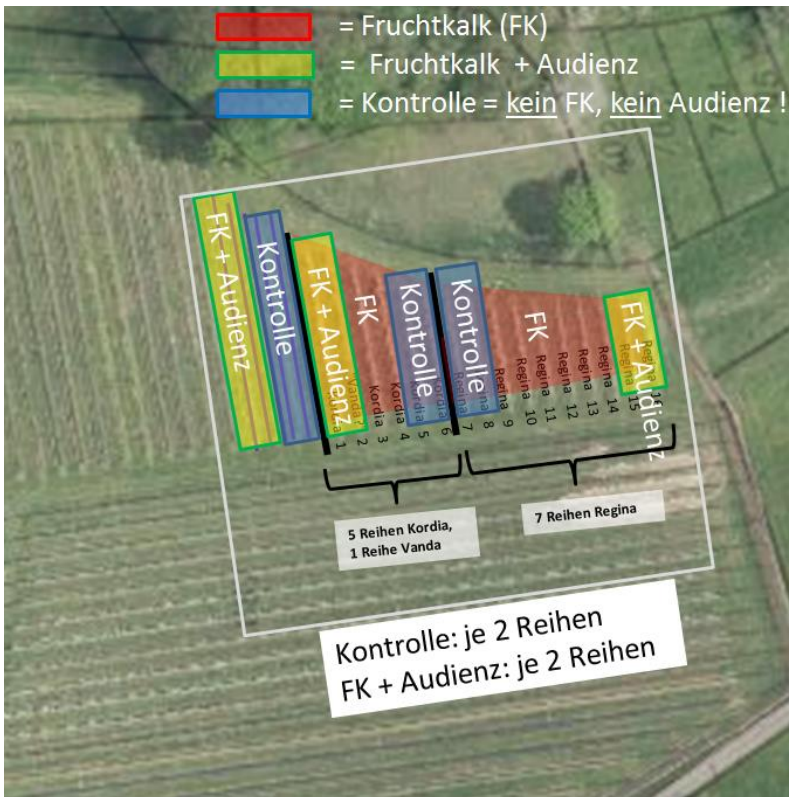 = Fruchtkalk (FK)
= Fruchtkalk + Audienz
= Kontrolle = kein FK, kein Audienz !
FK + Audienz
Kontrolle
FK + Audienz
FK
Kontrolle
Kontrolle
FK
FK + Audienz
1
Vanda? 2
Kordia 3
Kordia 4
Kordia 5
Kordia 6
Regina 7
Regina 8
Regina 9
Regina 10
Regina 11
Regina 12
Regina 13
Regina 14
Regina 15
Regina 16
5 Reihen Kordia,
1 Reihe Vanda
7 Reihen Regina
Kontrolle: je 2 Reihen
FK + Audienz: je 2 Reihen